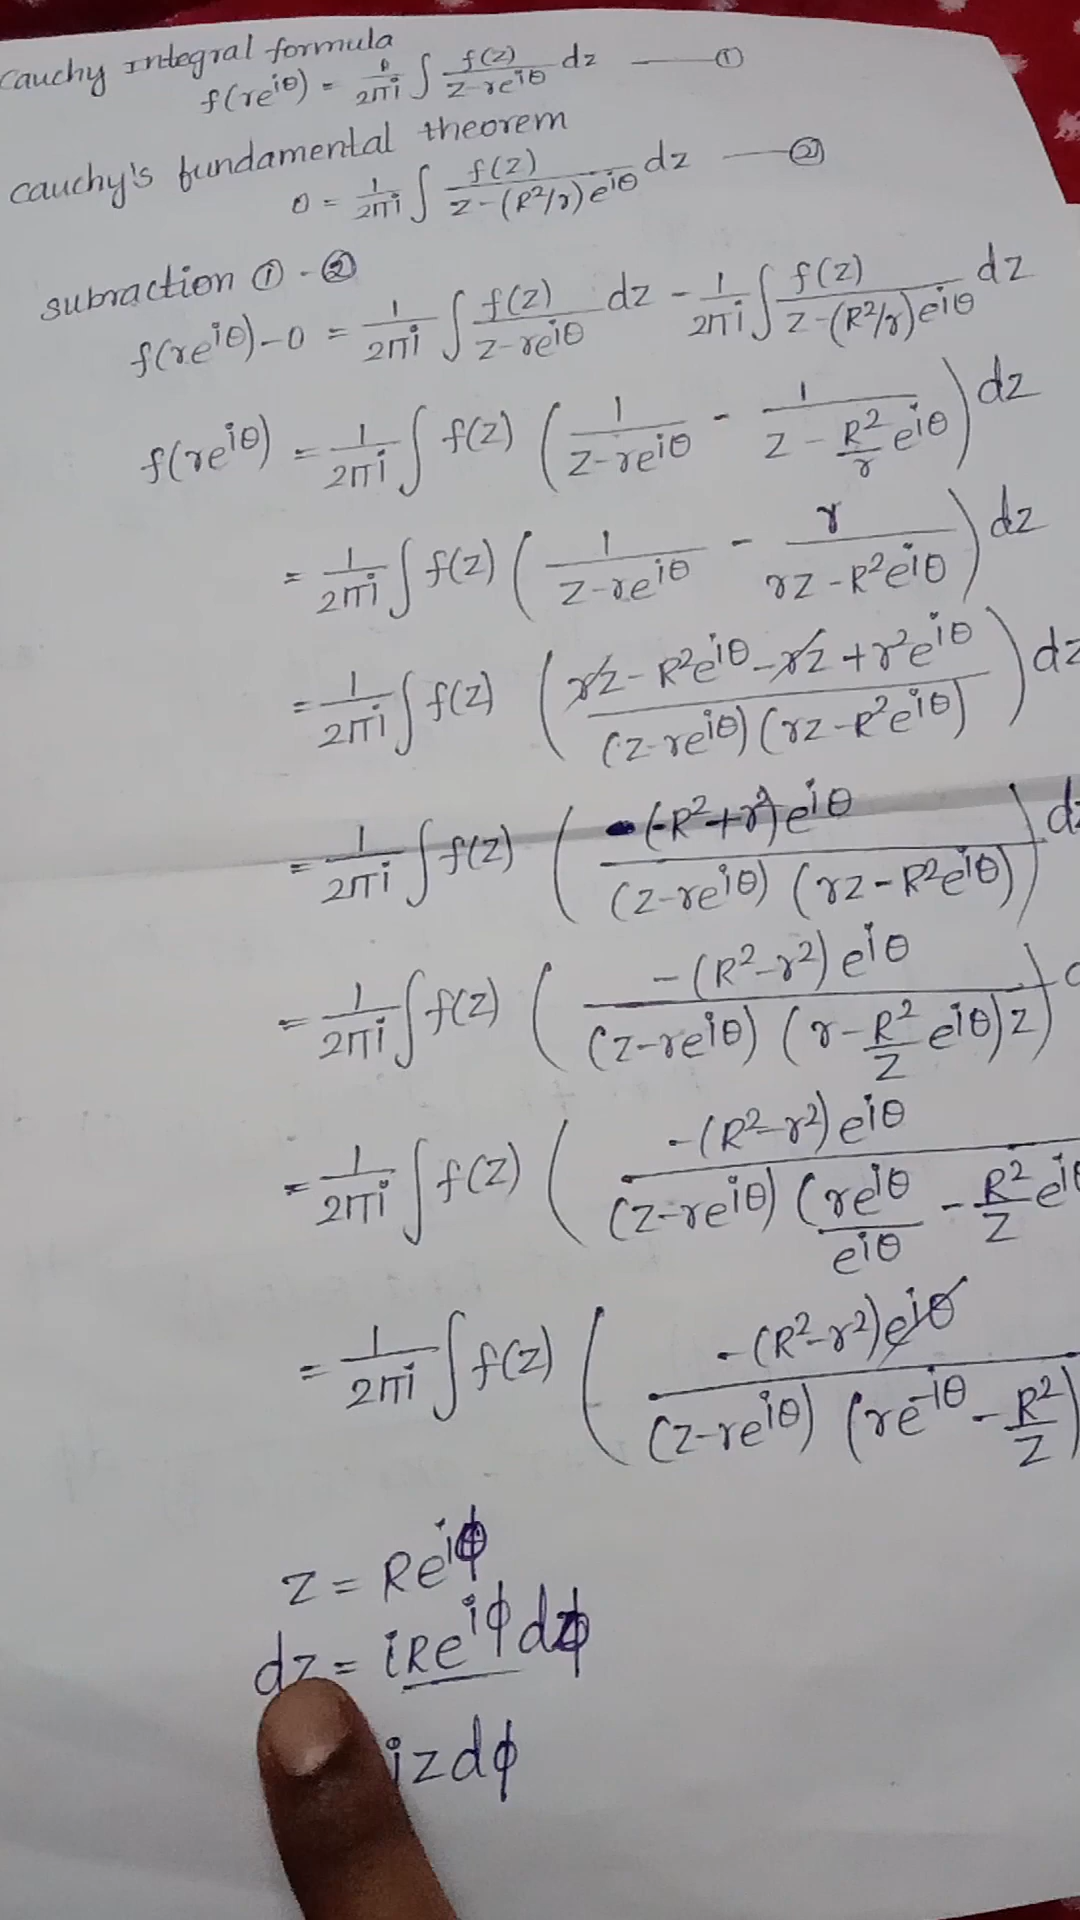 Cauchy Integral formula
f(re^{iθ}) = 1/2πi ∫ f(z)/z-re^{iθ} dz —— ①
Cauchy's fundamental theorem
0 = 1/2πi ∫ f(z)/z-(R²/r)e^{iθ} dz —— ②
subraction ① - ②
f(re^{iθ})-0 = 1/2πi ∫ f(z)/z-re^{iθ} dz - 1/2πi ∫ f(z)/z-(R²/r)e^{iθ} dz
f(re^{iθ}) = 1/2πi ∫ f(z) (1/z-re^{iθ} - 1/z-R²/r e^{iθ}) dz
= 1/2πi ∫ f(z) (1/z-re^{iθ} - r/rz-R²e^{iθ}) dz
= 1/2πi ∫ f(z) (rz-R²e^{iθ}-rz+r²e^{iθ}/(z-re^{iθ})(rz-R²e^{iθ})) dz
= 1/2πi ∫ f(z) ((-R²+r²)e^{iθ}/(z-re^{iθ})(rz-R²e^{iθ})) dz
= 1/2πi ∫ f(z) (-(R²-r²)e^{iθ}/(z-re^{iθ})(r-R²/z e^{iθ})z)
= 1/2πi ∫ f(z) (-(R²-r²)e^{iθ}/(z-re^{iθ})(re^{iθ}/e^{iθ} - R²/z e^{iθ}
= 1/2πi ∫ f(z) (-(R²-r²)e^{iθ}/(z-re^{iθ})(re^{-iθ}-R²/z)
z = Re^{iϕ}
dz = iRe^{iϕ}dϕ
izdϕ